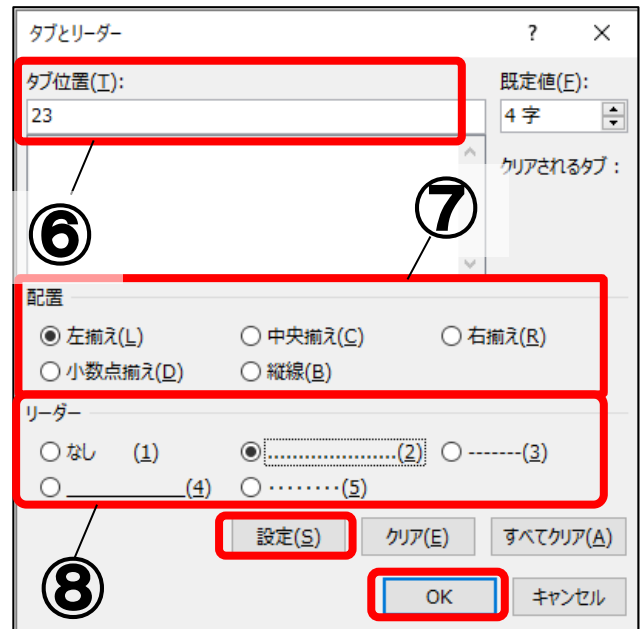 タブとリーダー ? ×
タブ位置(T): 既定値(F):
23 4 字
クリアされるタブ :
⑥ ⑦
配置
左揃え(L) 中央揃え(C) 右揃え(R)
小数点揃え(D) 縦線(B)
リーダー
なし (1) .....................(2) -------(3)
____________(4) ········(5)
設定(S) クリア(E) すべてクリア(A)
⑧
OK キャンセル